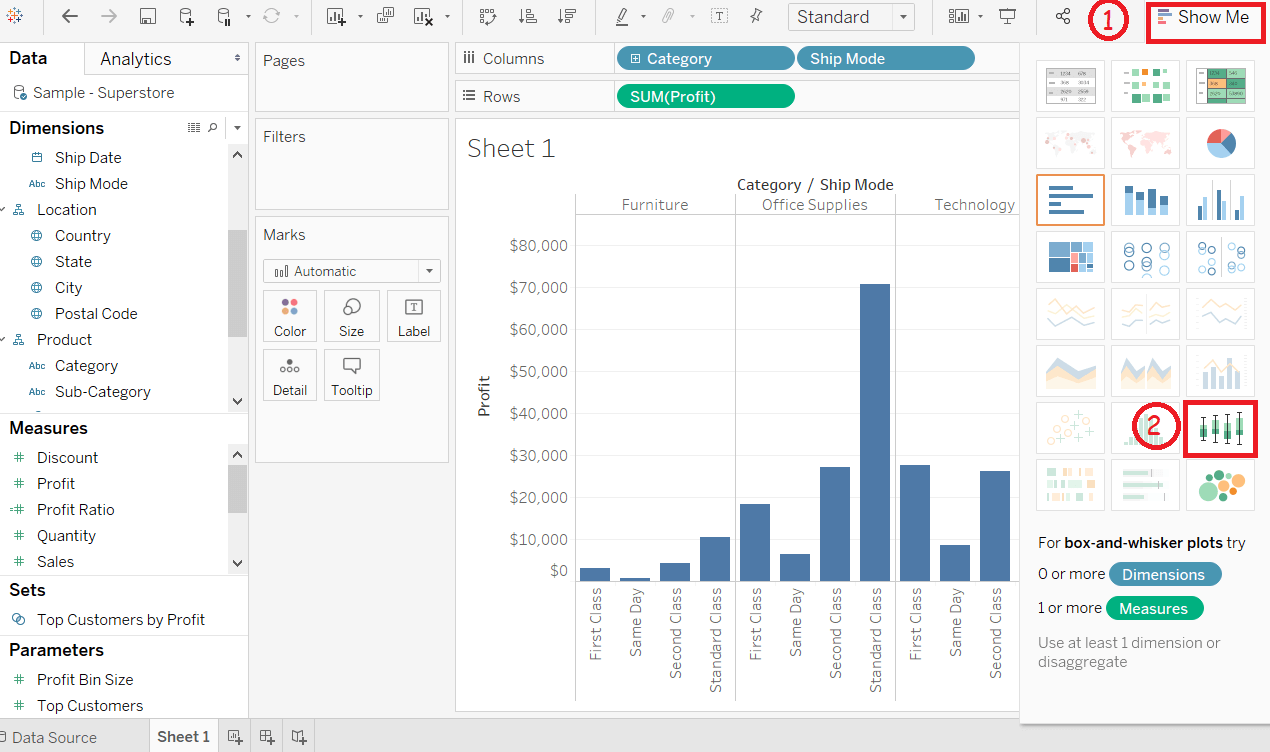 Standard
1
Show Me
Data
Analytics
Sample - Superstore
Dimensions
Ship Date
Abc Ship Mode
Location
Country
State
City
Postal Code
Product
Abc Category
Abc Sub-Category
Measures
# Discount
# Profit
=# Profit Ratio
# Quantity
# Sales
Sets
Top Customers by Profit
Parameters
# Profit Bin Size
# Top Customers
Pages
Filters
Marks
Automatic
Color
Size
T
Label
Detail
Tooltip
Columns
Category
Ship Mode
Rows
SUM(Profit)
Sheet 1
Category / Ship Mode
Furniture
Office Supplies
Technology
Profit
$80,000
$70,000
$60,000
$50,000
$40,000
$30,000
$20,000
$10,000
$0
First Class
Same Day
Second Class
Standard Class
First Class
Same Day
Second Class
Standard Class
First Class
Same Day
Second Class
2
For box-and-whisker plots try
0 or more Dimensions
1 or more Measures
Use at least 1 dimension or
disaggregate
Data Source
Sheet 1